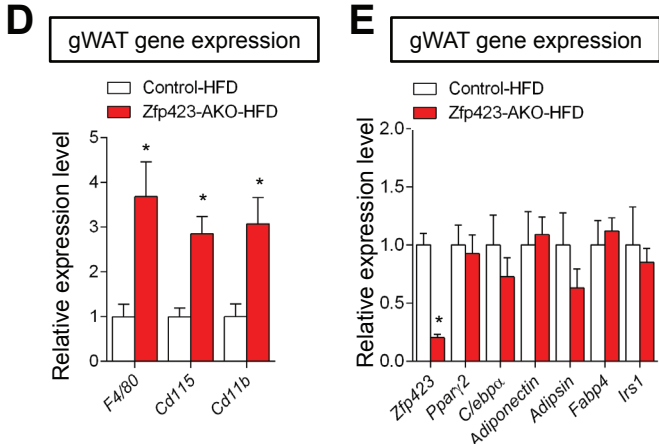 D
gWAT gene expression
Control-HFD
Zfp423-AKO-HFD
Relative expression level
5
4
3
2
1
0
*
*
*
F4/80
Cd115
Cd11b
E
gWAT gene expression
Control-HFD
Zfp423-AKO-HFD
Relative expression level
2.0
1.5
1.0
0.5
0.0
*
Zfp423
Pparγ2
C/ebpα
Adiponectin
Adipsin
Fabp4
Irs1